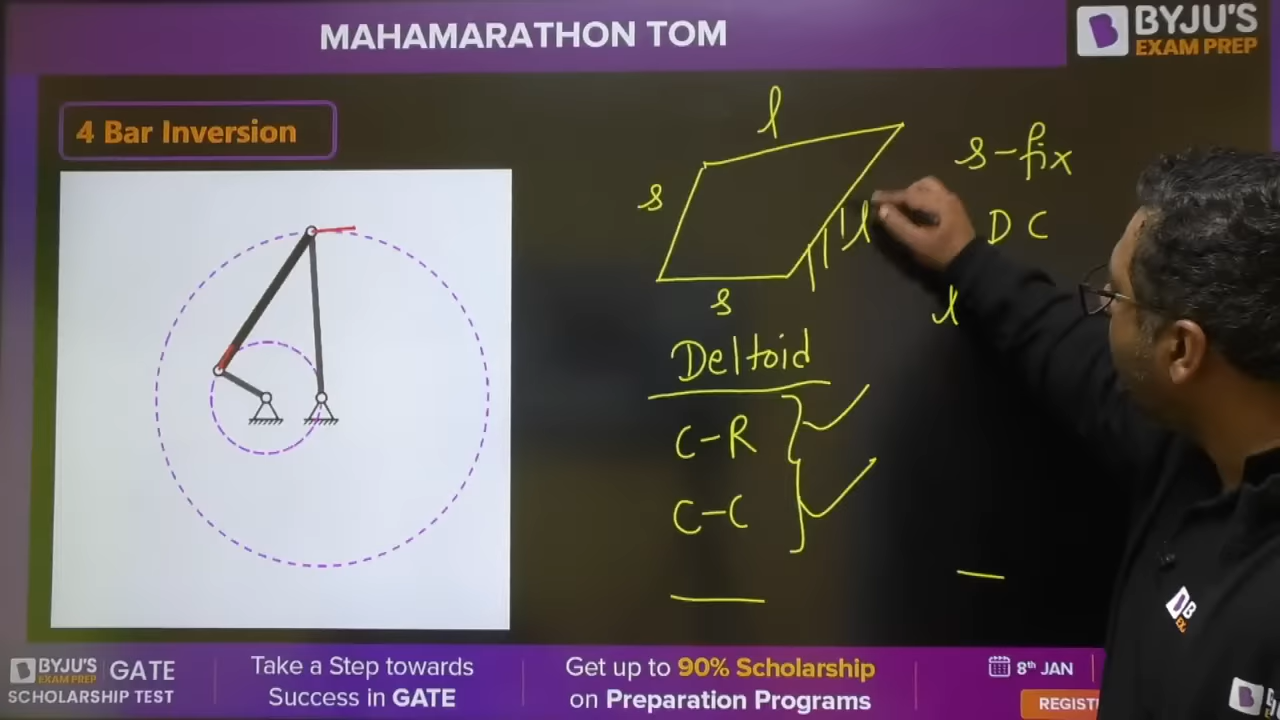 MAHAMARATHON TOM
BYJU'S
EXAM PREP
4 Bar Inversion
l
s
s
l
s-fix
D C
l
Deltoid
C-R
C-C
BYJU'S
EXAM PREP
GATE
SCHOLARSHIP TEST
Take a Step towards
Success in GATE
Get up to 90% Scholarship
on Preparation Programs
8th JAN